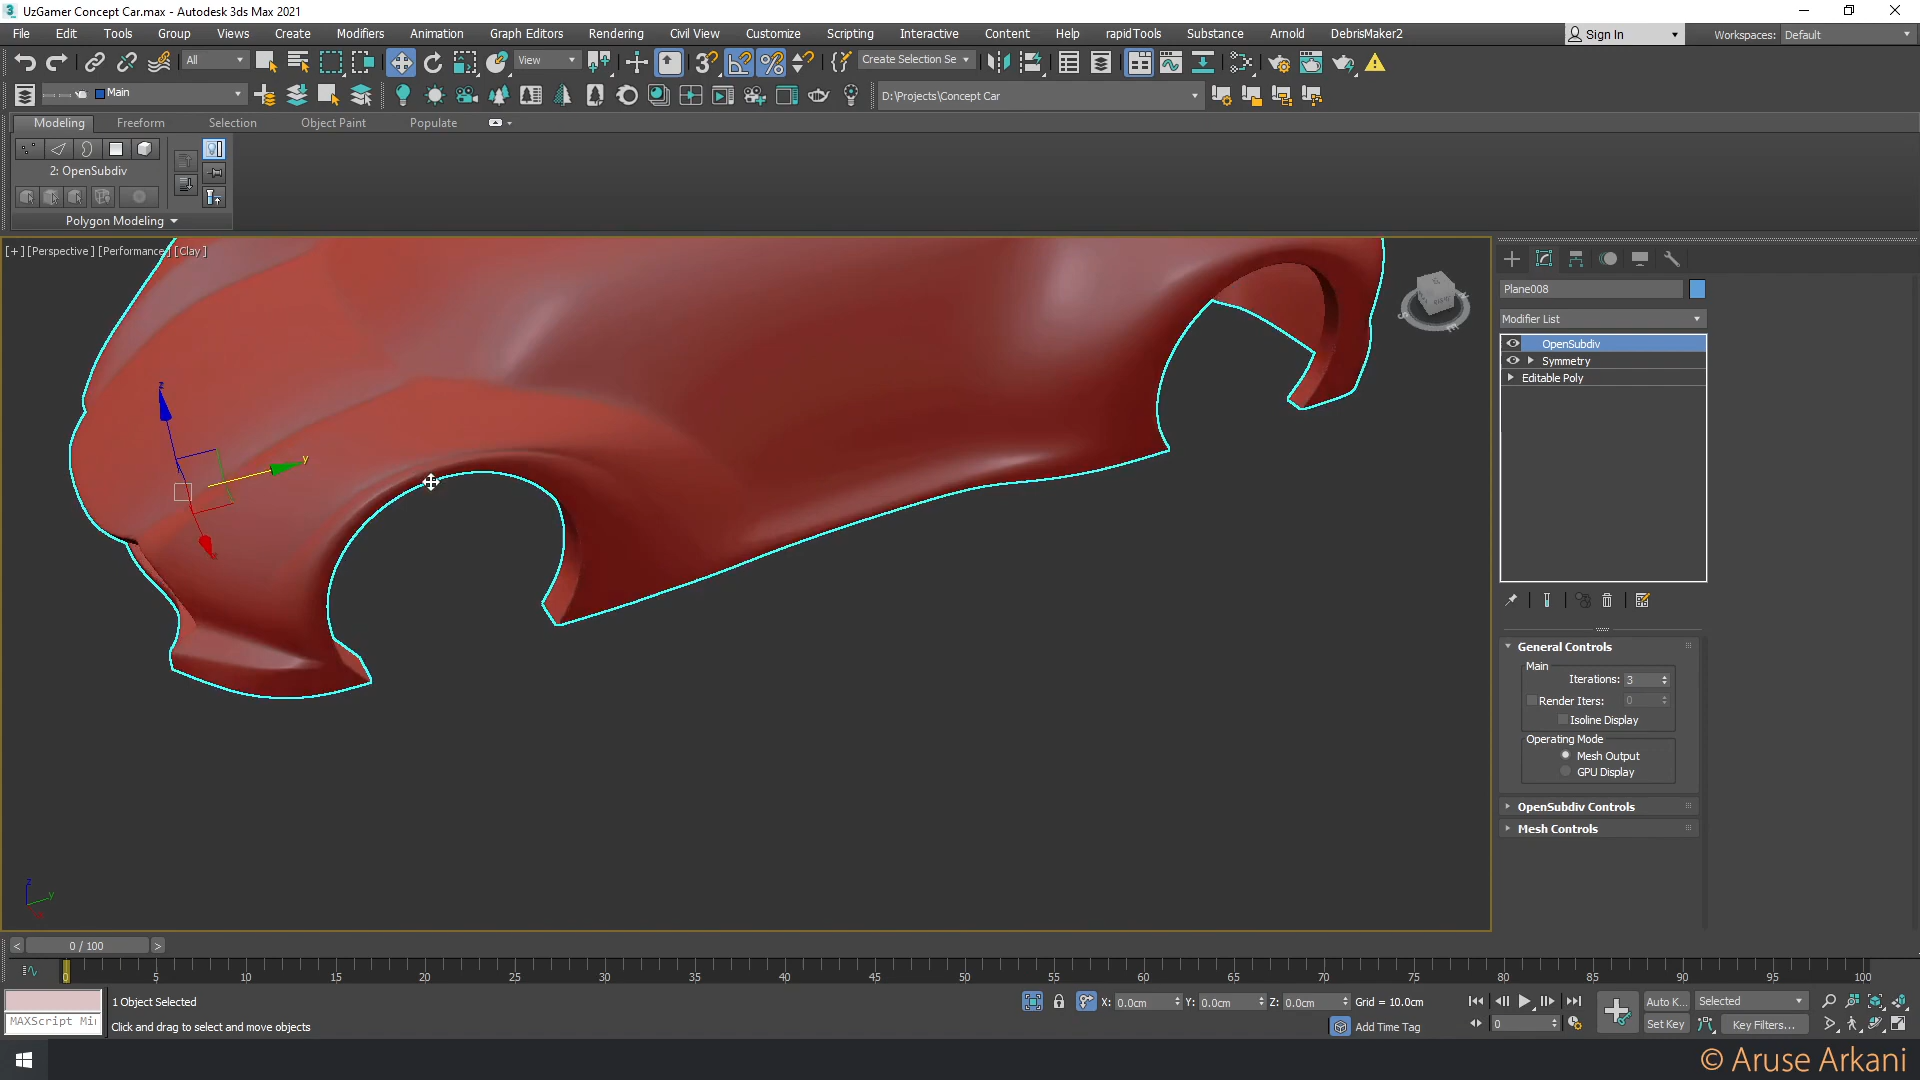 UzGamer Concept Car.max - Autodesk 3ds Max 2021
File Edit Tools Group Views Create Modifiers Animation Graph Editors Rendering Civil View Customize Scripting Interactive Content Help rapidTools Substance Arnold DebrisMaker2 Sign In Workspaces: Default
All View Create Selection Se
Main D:\Projects\Concept Car
Modeling Freeform Selection Object Paint Populate
2: OpenSubdiv
Polygon Modeling
[+] [Perspective] [Performance] [Clay]
Plane008
Modifier List
OpenSubdiv
Symmetry
Editable Poly
z
y
x
General Controls
Main
Iterations: 3
Render Iters: 0
Isoline Display
Operating Mode
Mesh Output
GPU Display
OpenSubdiv Controls
Mesh Controls
z
y
x
< 0 / 100 >
0 5 10 15 20 25 30 35 40 45 50 55 60 65 70 75 80 85 90 95 100
1 Object Selected X: 0.0cm Y: 0.0cm Z: 0.0cm Grid = 10.0cm Auto K... Selected
MAXScript Mi
Click and drag to select and move objects Add Time Tag 0 Set Key Key Filters...
© Aruse Arkani